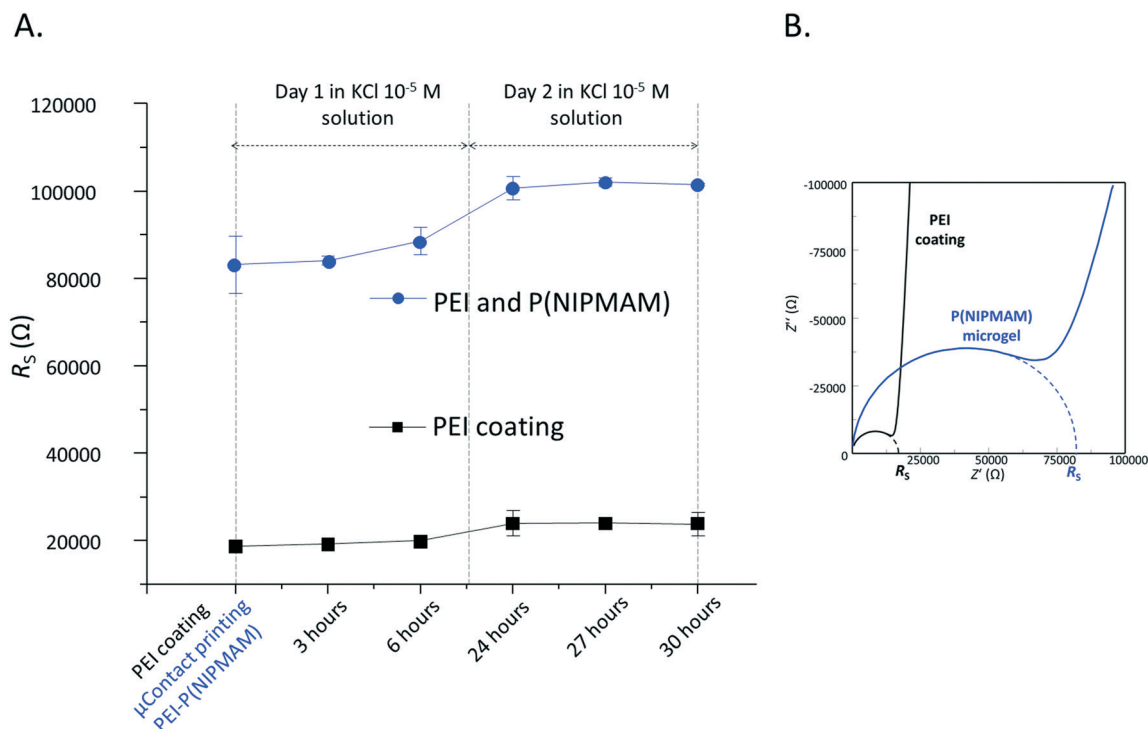 A.
Day 1 in KCl 10⁻⁵ M
solution
Day 2 in KCl 10⁻⁵ M
solution
120000
100000
80000
60000
40000
20000
Rs (Ω)
PEI and P(NIPMAM)
PEI coating
PEI coating
μContact printing
PEI-P(NIPMAM)
3 hours
6 hours
24 hours
27 hours
30 hours
B.
-100000
-75000
-50000
-25000
0
Z'' (Ω)
PEI
coating
P(NIPMAM)
microgel
0
25000
50000
75000
100000
Rs
Z' (Ω)
Rs